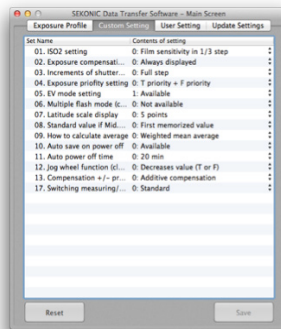 SEKONIC Data Transfer Software – Main Screen
Exposure Profile Custom Setting User Setting Update Settings
Set Name Contents of setting
01. ISO2 setting 0: Film sensitivity in 1/3 step
02. Exposure compensati... 0: Always displayed
03. Increments of shutter... 0: Full step
04. Exposure priority setting 0: T priority + F priority
05. EV mode setting 1: Available
06. Multiple flash mode (c... 0: Not available
07. Latitude scale display 0: 5 points
08. Standard value if Mid.... 0: First memorized value
09. How to calculate average 0: Weighted mean average
10. Auto save on power off 0: Available
11. Auto power off time 0: 20 min
12. Jog wheel function (cl... 0: Decreases value (T or F)
13. Compensation +/- pr... 0: Additive compensation
17. Switching measuring/... 0: Standard
Reset Save